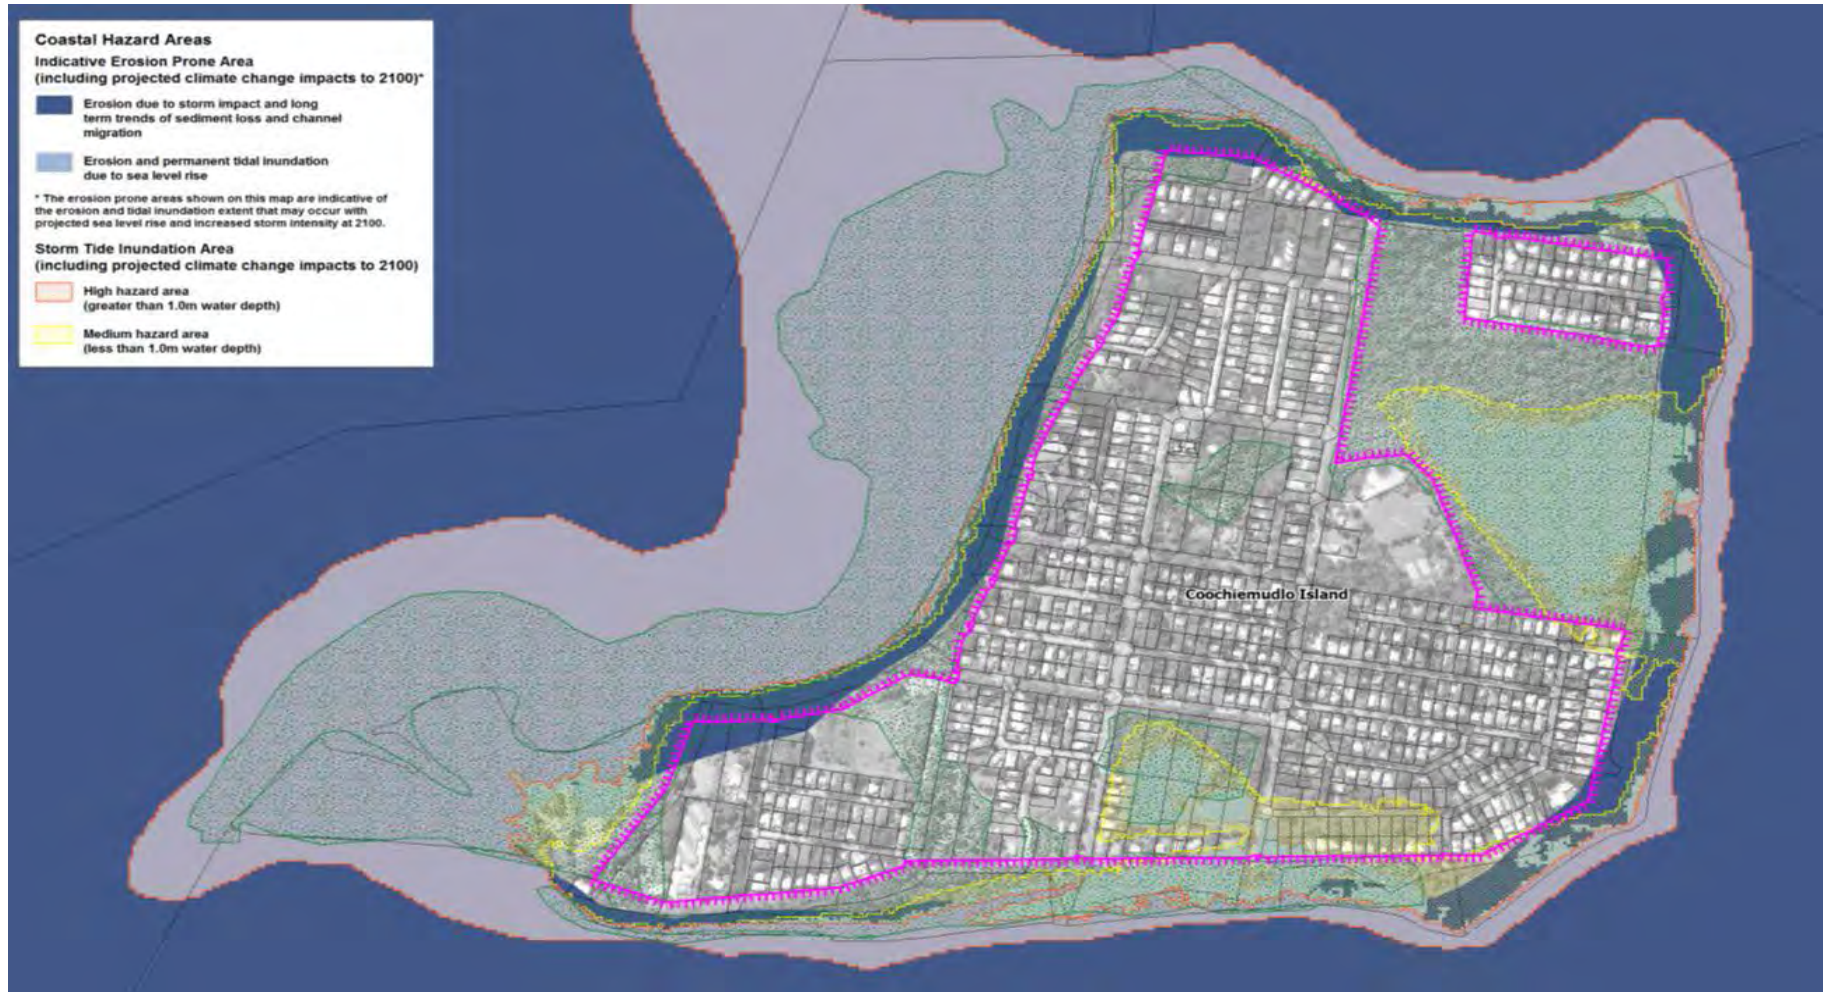 Coastal Hazard Areas
Indicative Erosion Prone Area
(including projected climate change impacts to 2100)*
Erosion due to storm impact and long
term trends of sediment loss and channel
migration
Erosion and permanent tidal inundation
due to sea level rise
* The erosion prone areas shown on this map are indicative of
the erosion and tidal inundation extent that may occur with
projected sea level rise and increased storm intensity at 2100.
Storm Tide Inundation Area
(including projected climate change impacts to 2100)
High hazard area
(greater than 1.0m water depth)
Medium hazard area
(less than 1.0m water depth)
Coochiemudlo Island